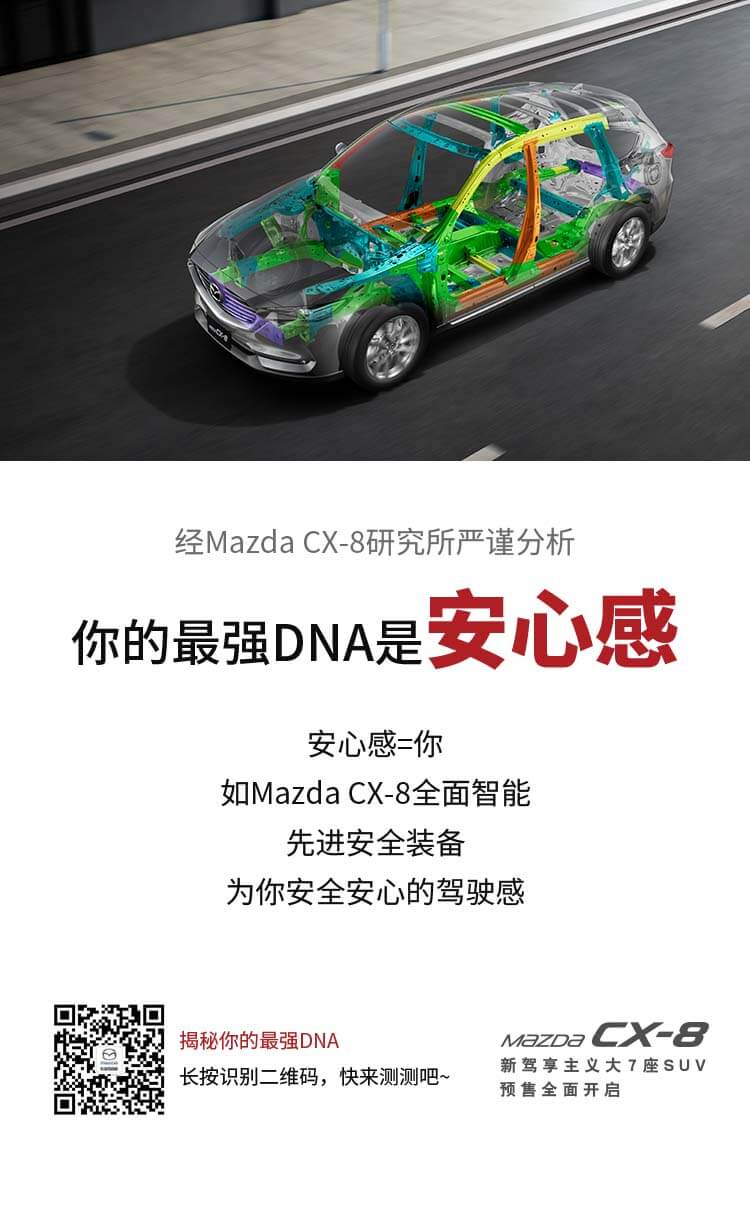 CX-8
经Mazda CX-8研究所严谨分析
你的最强DNA是安心感
安心感=你
如Mazda CX-8全面智能
先进安全装备
为你安全安心的驾驶感
揭秘你的最强DNA
长按识别二维码，快来测测吧~
mazda CX-8
新驾享主义大7座SUV
预售全面开启